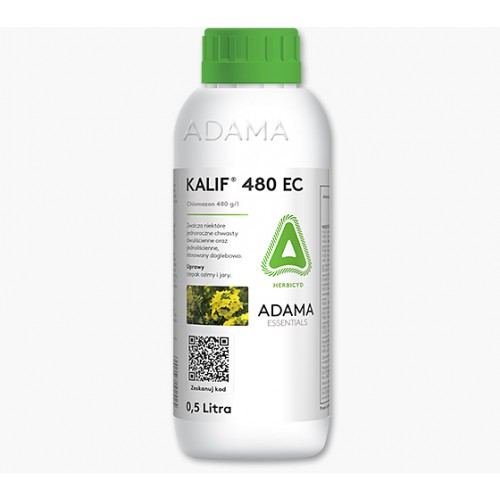 ADAMA
KALIF® 480 EC
Chlomazon 480 g/l
Zwalcza niektóre
jednoroczne chwasty
dwuliścienne oraz
jednoliścienne,
stosowany doglebowo.
Uprawy
rzepak ozimy i jary.
HERBICYD
ADAMA
ESSENTIALS
Zeskanuj kod
0,5 Litra